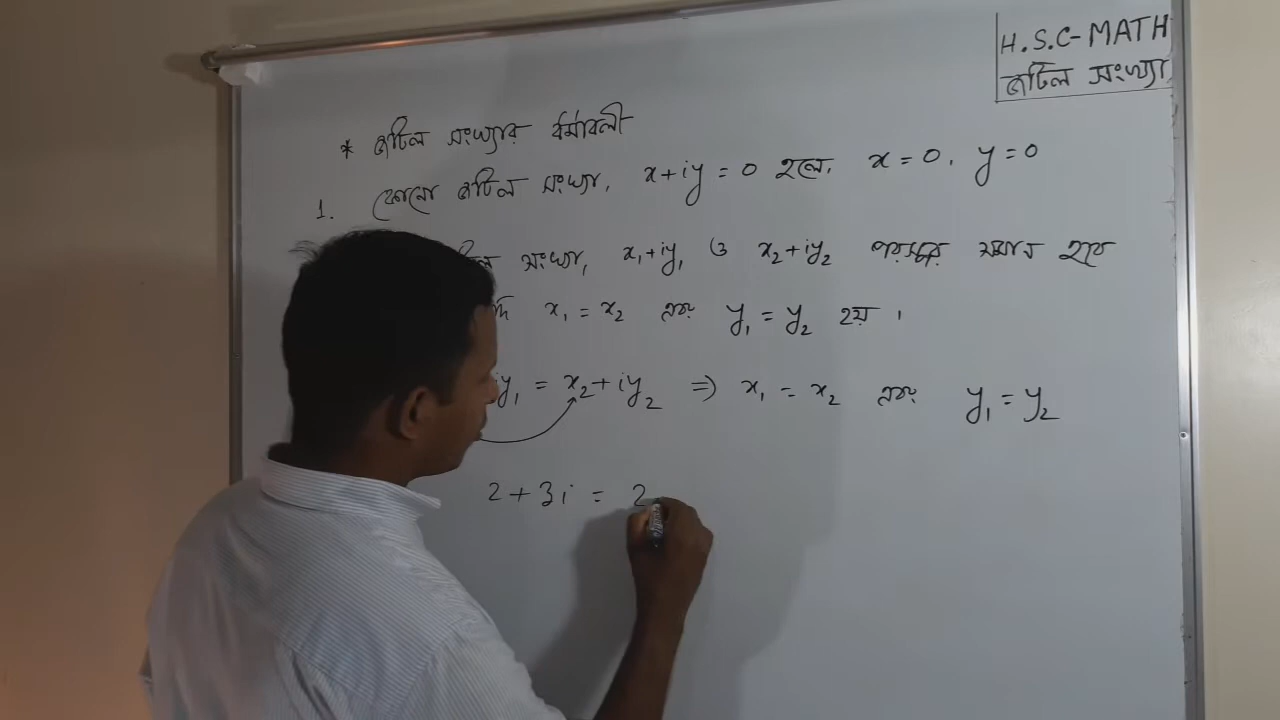 H.S.C-MATH
জটিল সংখ্যা
* জটিল সংখ্যার ধর্মাবলী
1. কোনো জটিল সংখ্যা, x+iy = 0 হলে, x = 0, y = 0
সংখ্যা, x₁+iy₁ ও x₂+iy₂ পরস্পর সমান হবে
x₁ = x₂ এবং y₁ = y₂ হয়।
iy₁ = x₂+iy₂ ⇒ x₁ = x₂ এবং y₁ = y₂
2+3i = 2